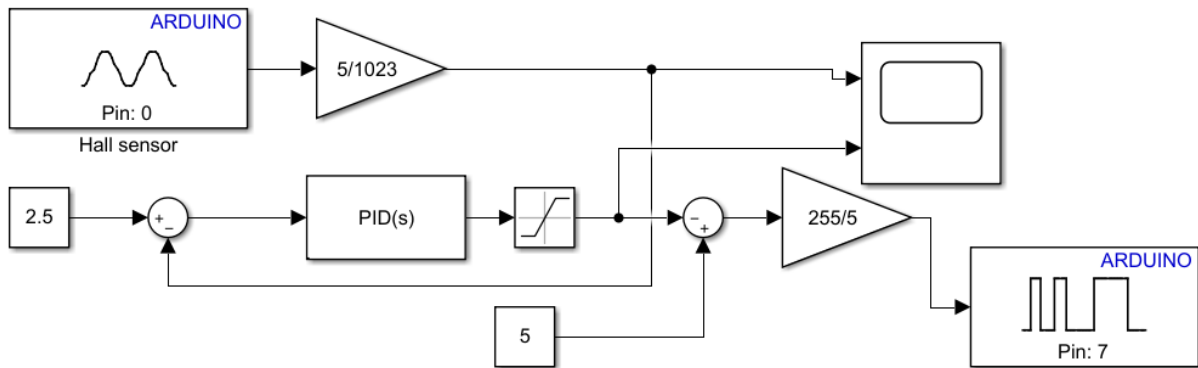 ARDUINO
Pin: 0
Hall sensor
5/1023
2.5
+
−
PID(s)
−
+
255/5
5
ARDUINO
Pin: 7